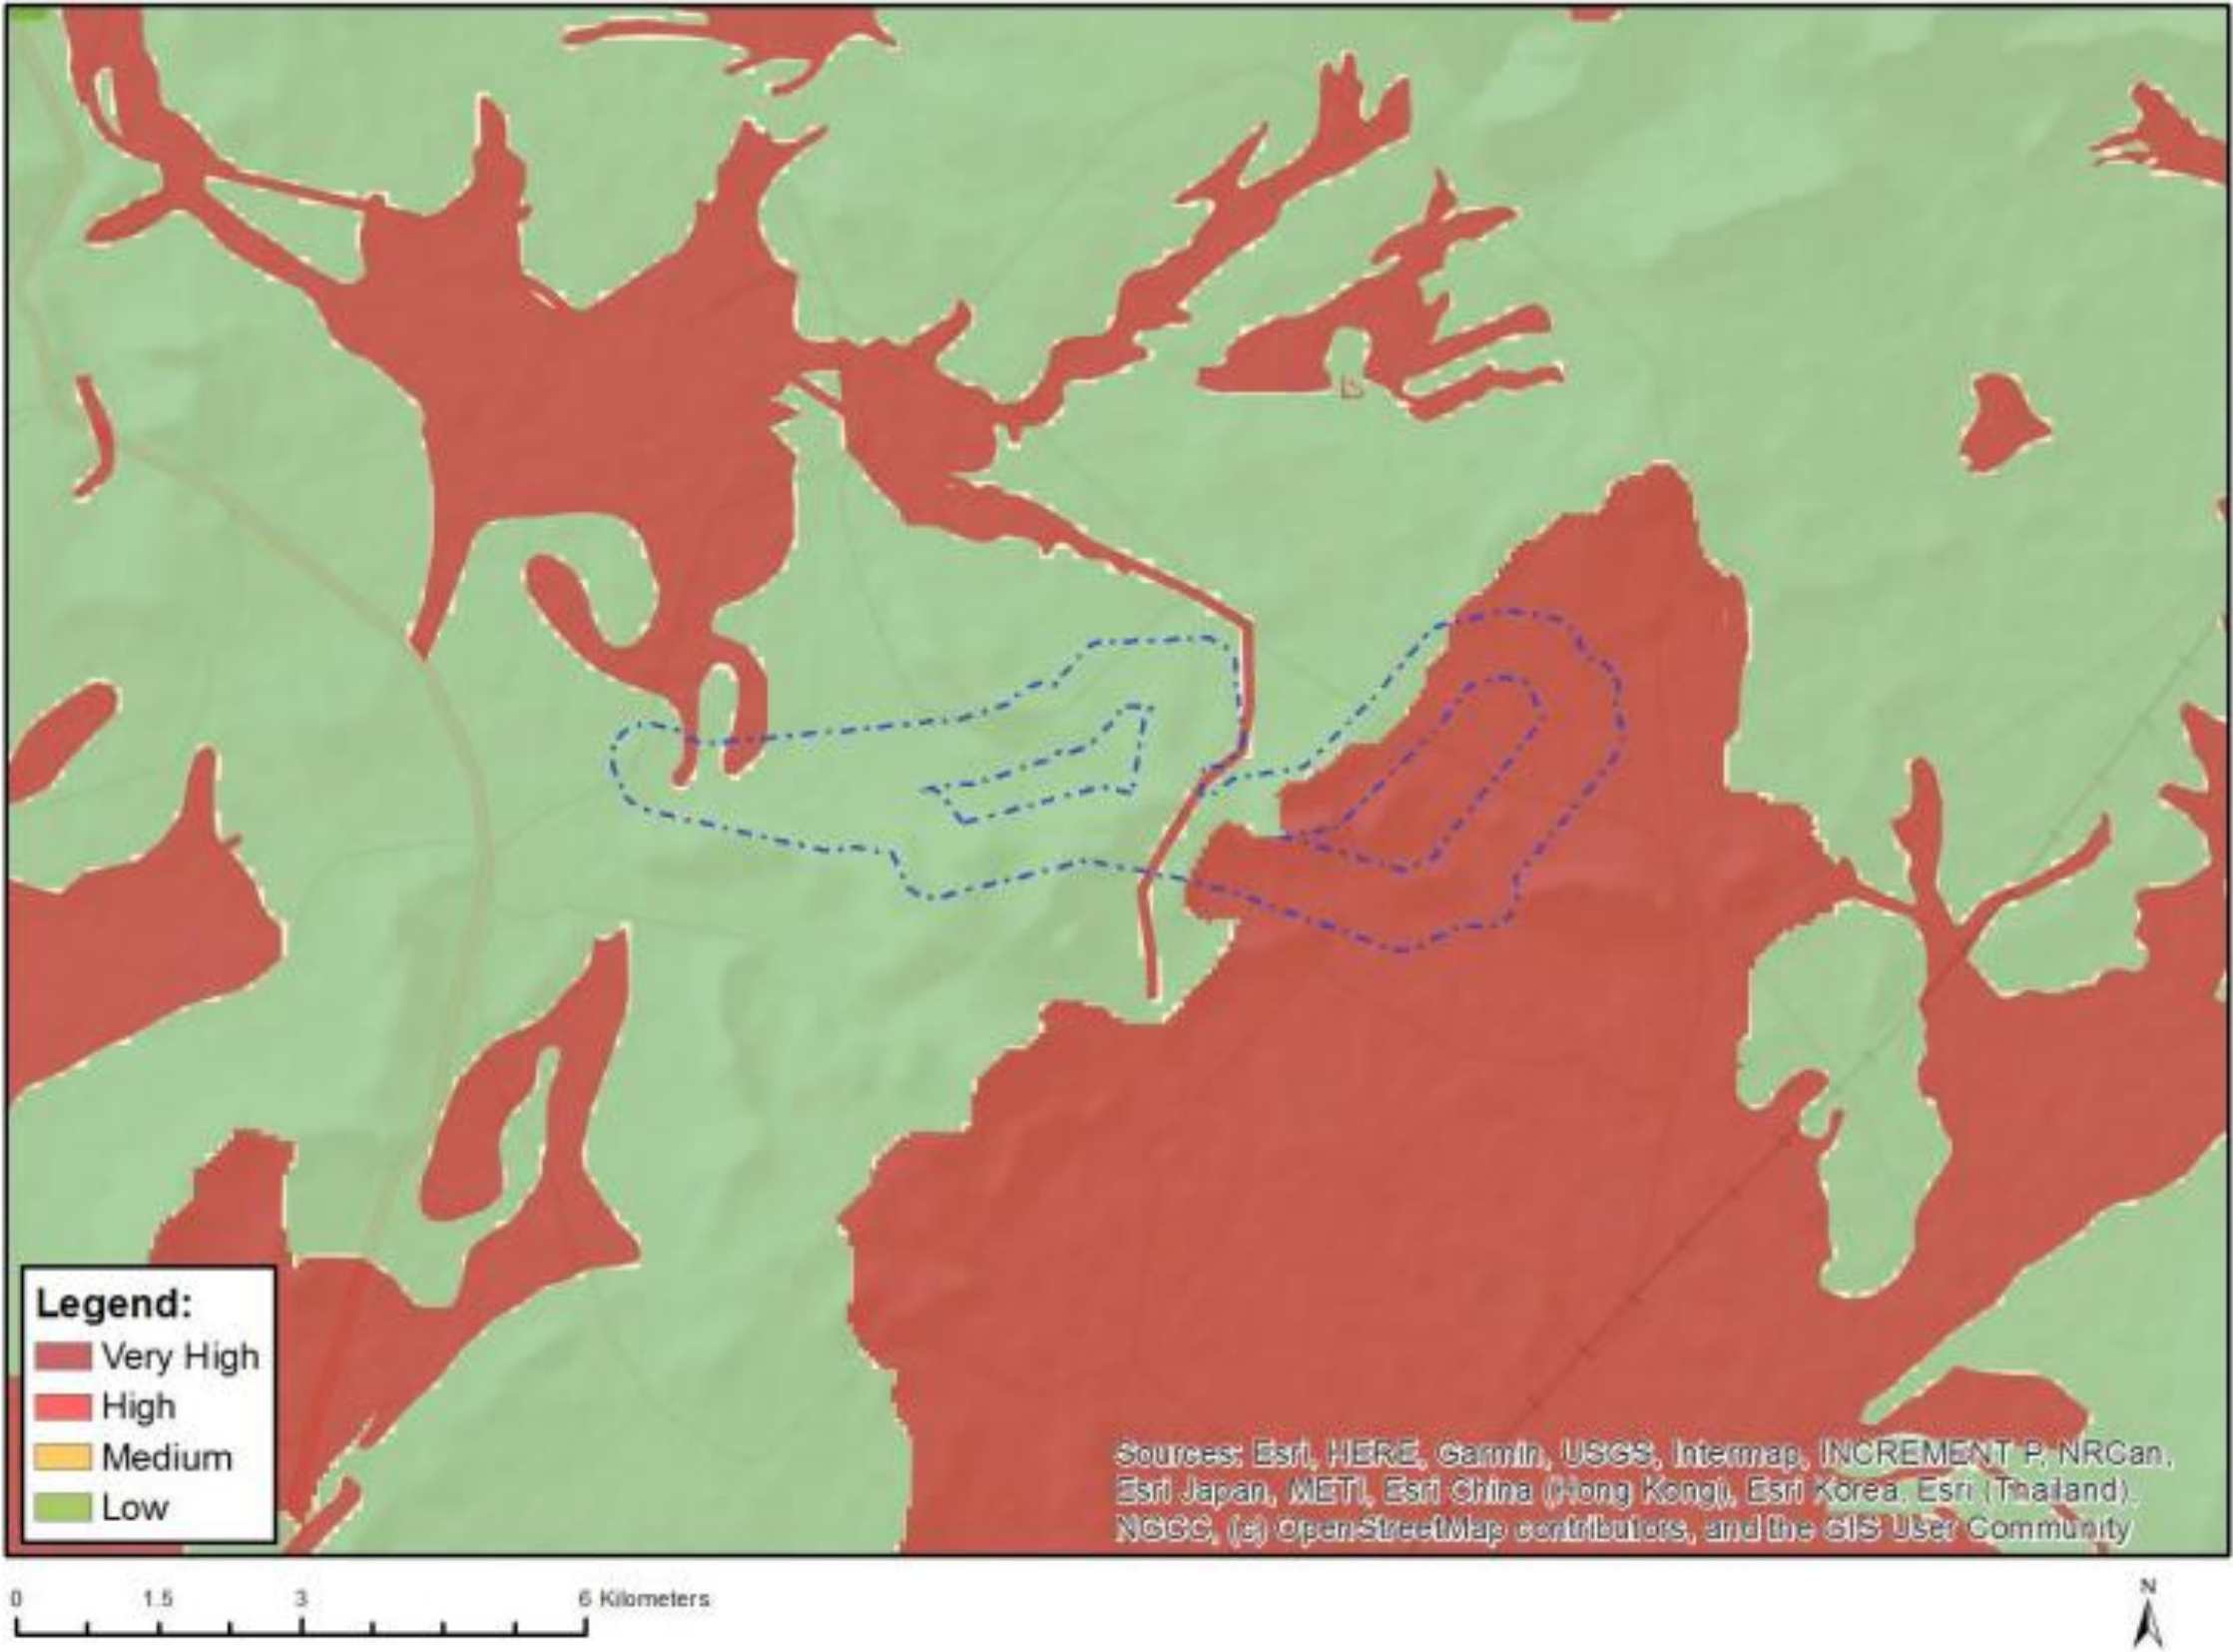 Legend:
Very High
High
Medium
Low
Sources: Esri, HERE, Garmin, USGS, Intermap, INCREMENT P, NRCan,
Esri Japan, METI, Esri China (Hong Kong), Esri Korea, Esri (Thailand),
NGCC, (c) OpenStreetMap contributors, and the GIS User Community
0 1.5 3 6 Kilometers
N